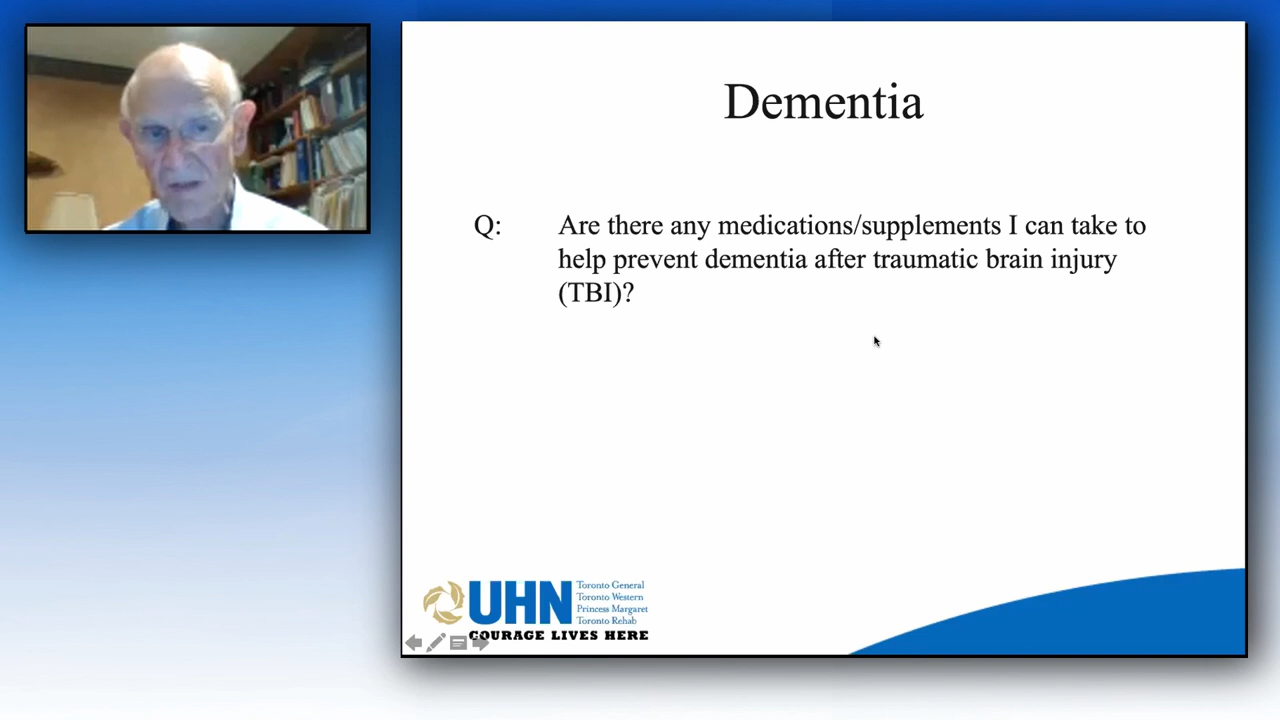 Dementia
Q: Are there any medications/supplements I can take to
help prevent dementia after traumatic brain injury
(TBI)?
UHN
Toronto General
Toronto Western
Princess Margaret
Toronto Rehab
COURAGE LIVES HERE